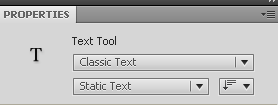 PROPERTIES
Text Tool
T
Classic Text
Static Text